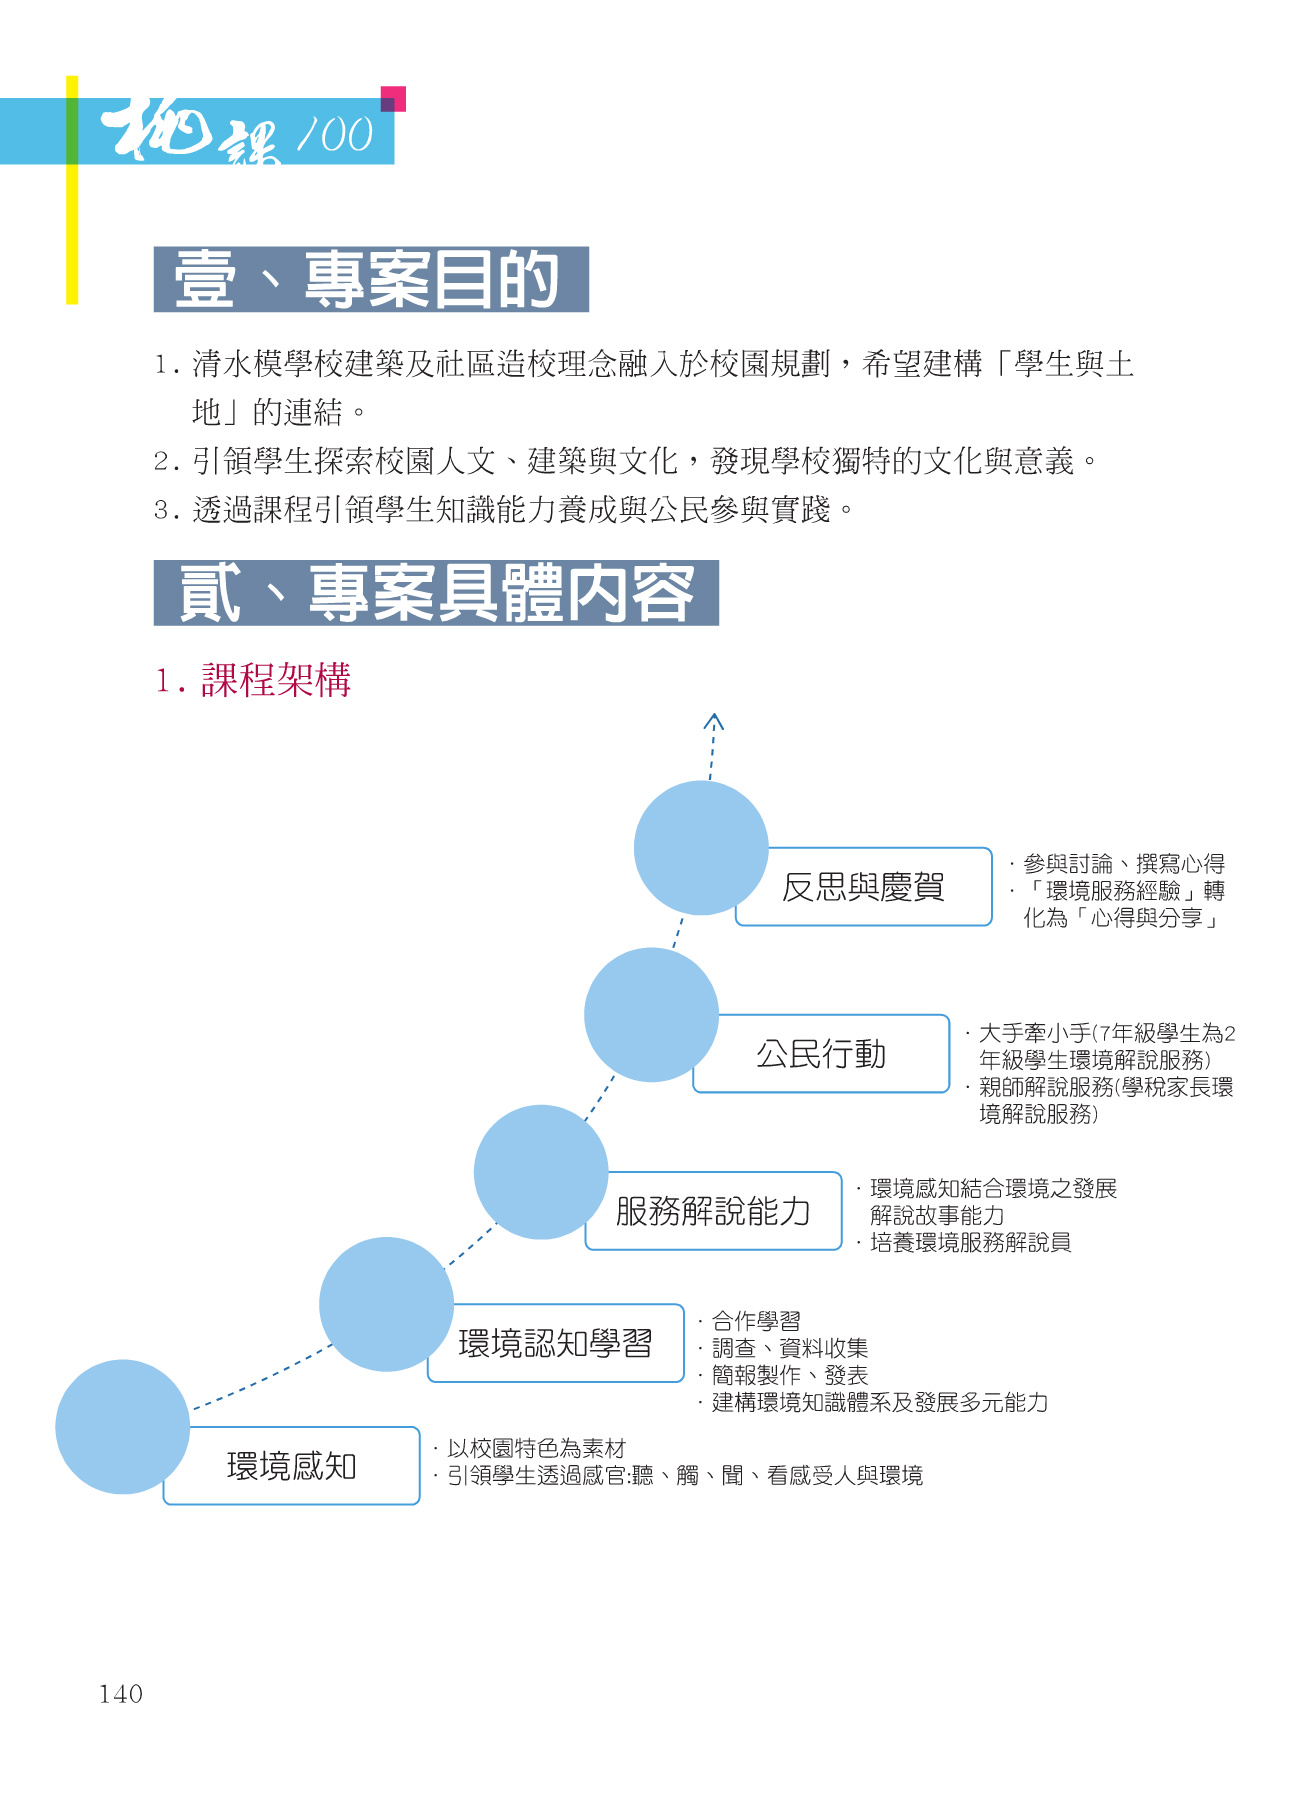 桃課100
壹、專案目的
1. 清水模學校建築及社區造校理念融入於校園規劃，希望建構「學生與土
地」的連結。
2. 引領學生探索校園人文、建築與文化，發現學校獨特的文化與意義。
3. 透過課程引領學生知識能力養成與公民參與實踐。
貳、專案具體內容
1. 課程架構
反思與慶賀
· 參與討論、撰寫心得
· 「環境服務經驗」轉
化為「心得與分享」
公民行動
· 大手牽小手(7年級學生為2
年級學生環境解說服務)
· 親師解說服務(學稅家長環
境解說服務)
服務解說能力
· 環境感知結合環境之發展
解說故事能力
· 培養環境服務解說員
環境認知學習
· 合作學習
· 調查、資料收集
· 簡報製作、發表
· 建構環境知識體系及發展多元能力
環境感知
· 以校園特色為素材
· 引領學生透過感官:聽、觸、聞、看感受人與環境
140